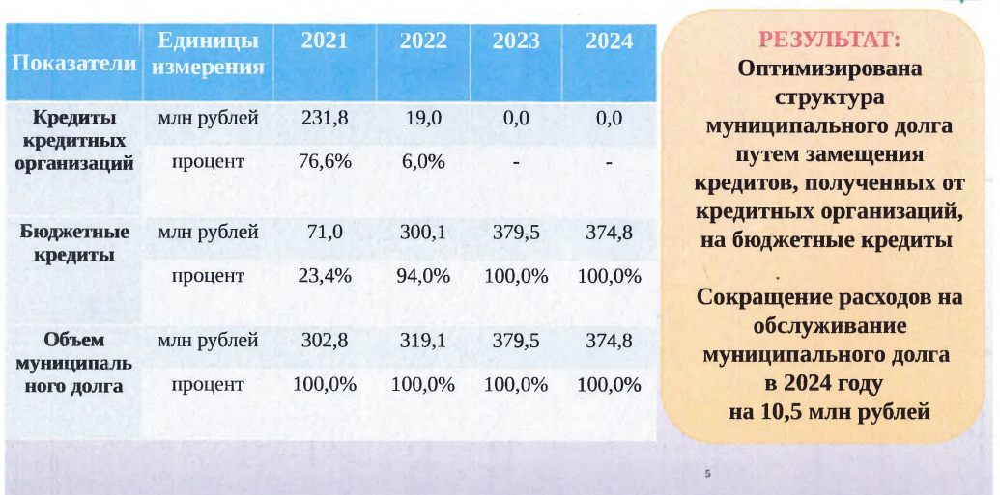 Показатели Единицы измерения 2021 2022 2023 2024
Кредиты кредитных организаций млн рублей 231,8 19,0 0,0 0,0
процент 76,6% 6,0% - -
Бюджетные кредиты млн рублей 71,0 300,1 379,5 374,8
процент 23,4% 94,0% 100,0% 100,0%
Объем муниципаль ного долга млн рублей 302,8 319,1 379,5 374,8
процент 100,0% 100,0% 100,0% 100,0%
РЕЗУЛЬТАТ:
Оптимизирована
структура
муниципального долга
путем замещения
кредитов, полученных от
кредитных организаций,
на бюджетные кредиты
Сокращение расходов на
обслуживание
муниципального долга
в 2024 году
на 10,5 млн рублей
5